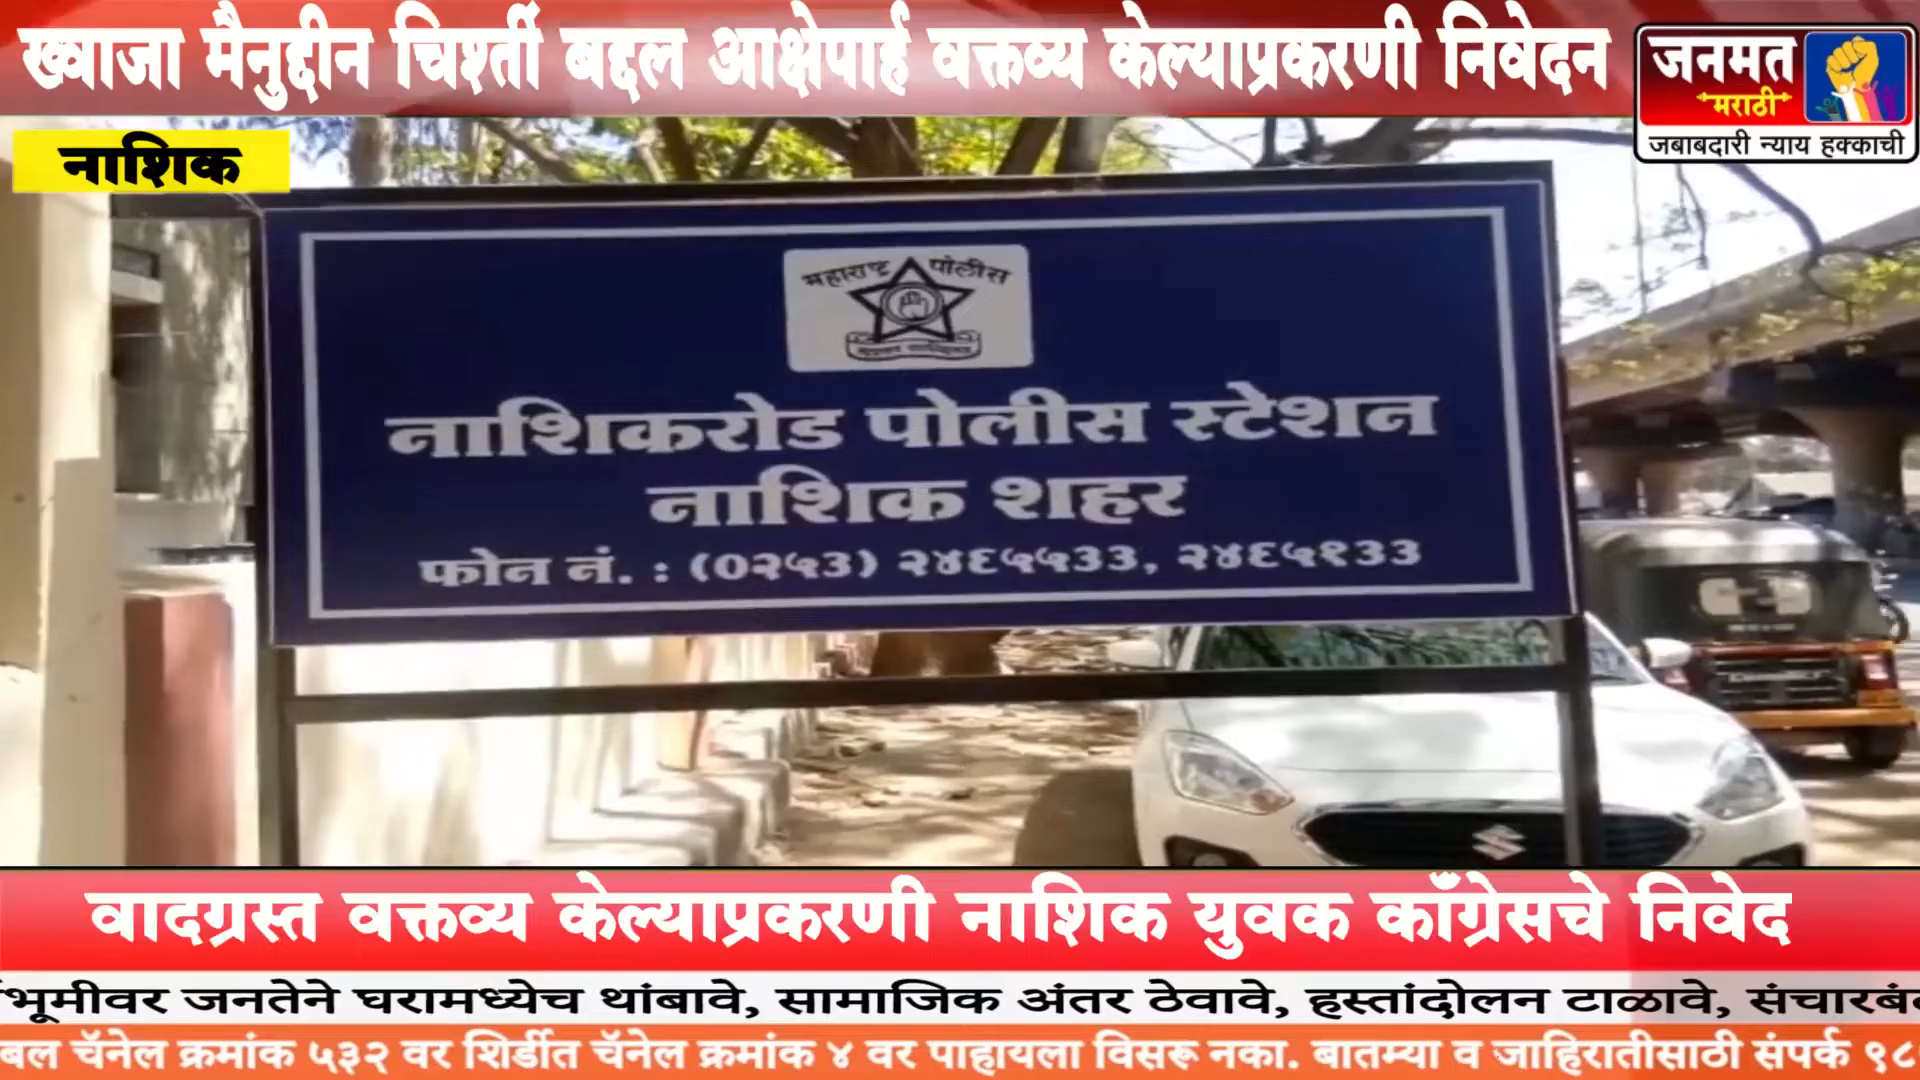 ख्वाजा मैनुद्दीन चिश्ती बद्दल आक्षेपार्ह वक्तव्य केल्याप्रकरणी निवेदन
जनमत
मराठी
जबाबदारी न्याय हक्काची
नाशिक
महाराष्ट्र पोलीस
नाशिकरोड पोलीस स्टेशन
नाशिक शहर
फोन नं. : (0२५३) २४६५५३३, २४६५१३३
वादग्रस्त वक्तव्य केल्याप्रकरणी नाशिक युवक काँग्रेसचे निवेद
भूमीवर जनतेने घरामध्येच थांबावे, सामाजिक अंतर ठेवावे, हस्तांदोलन टाळावे, संचारबं
बल चॅनेल क्रमांक ५३२ वर शिर्डीत चॅनेल क्रमांक ४ वर पाहायला विसरू नका. बातम्या व जाहिरातीसाठी संपर्क ९८